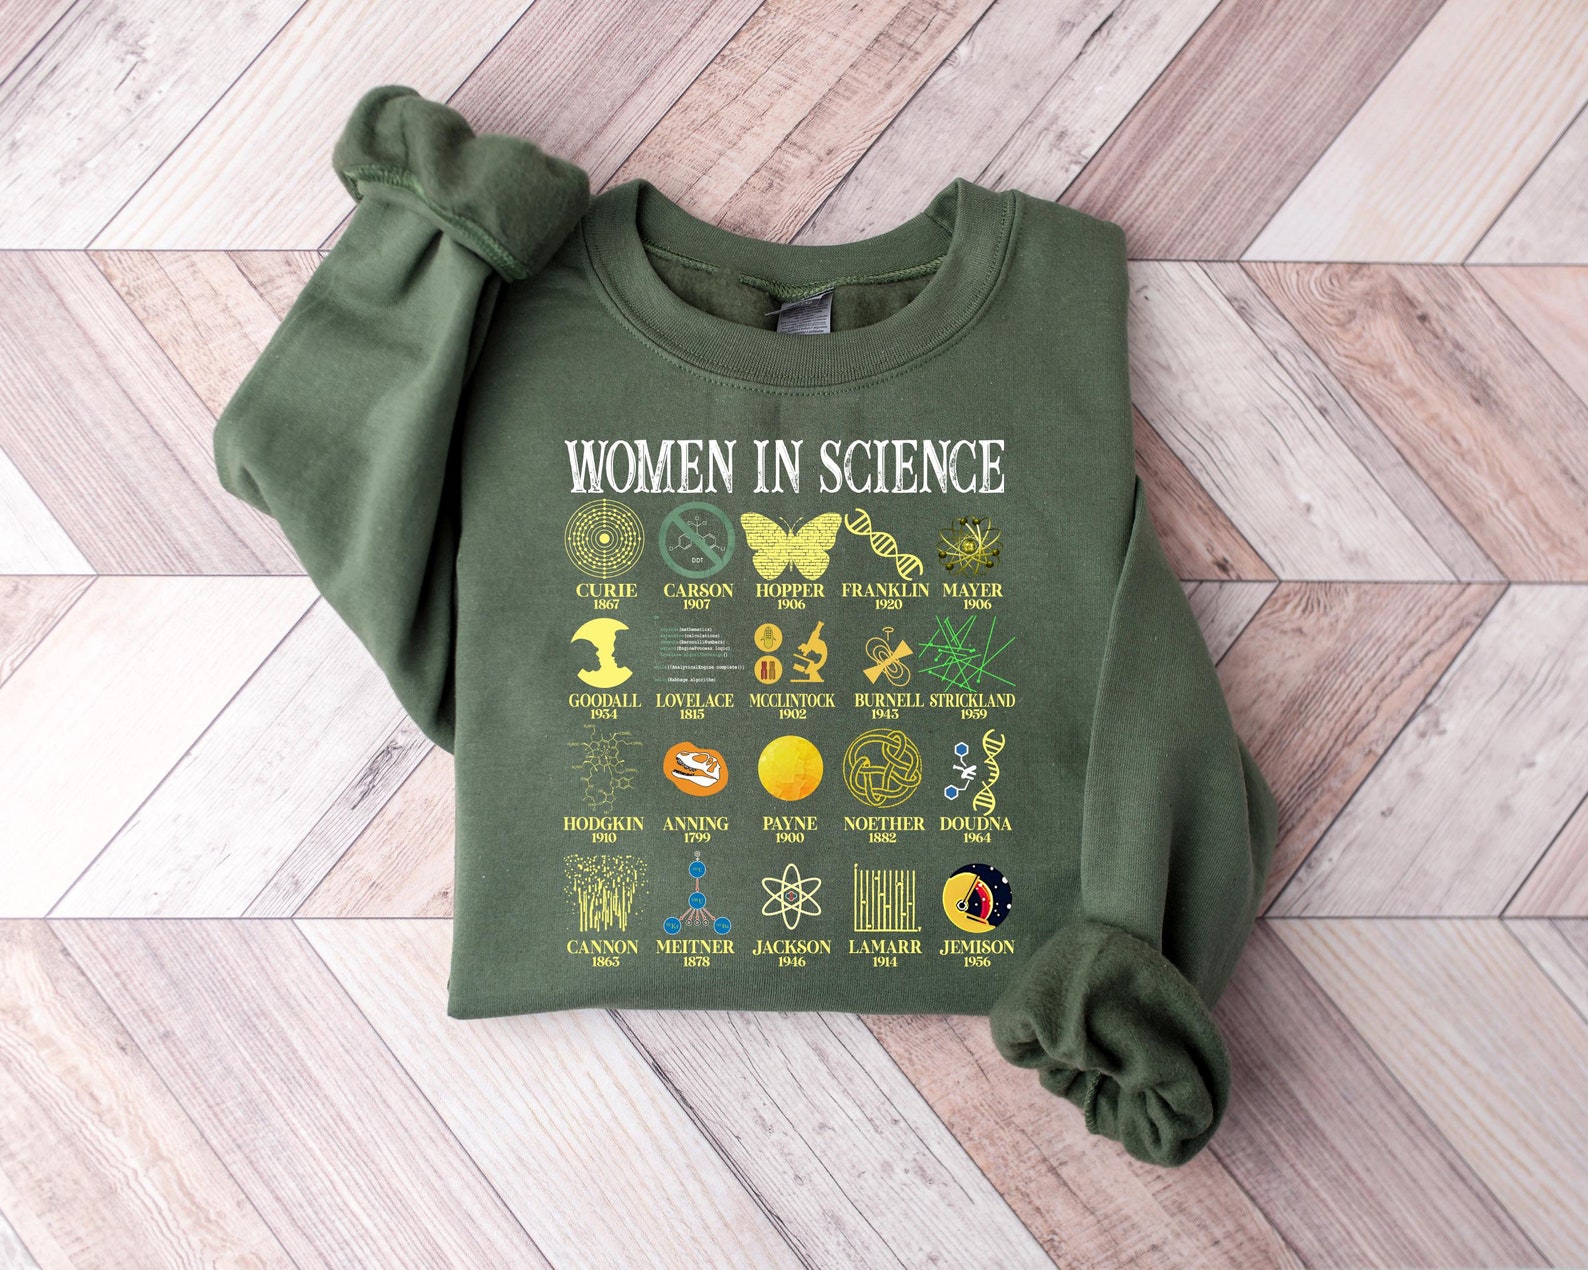 WOMEN IN SCIENCE
DDT
CURIE CARSON HOPPER FRANKLIN MAYER
1867 1907 1906 1920 1906
GOODALL LOVELACE MCCLINTOCK BURNELL STRICKLAND
1934 1815 1902 1943 1959
HODGKIN ANNING PAYNE NOETHER DOUDNA
1910 1799 1900 1882 1964
CANNON MEITNER JACKSON LAMARR JEMISON
1863 1878 1946 1914 1956